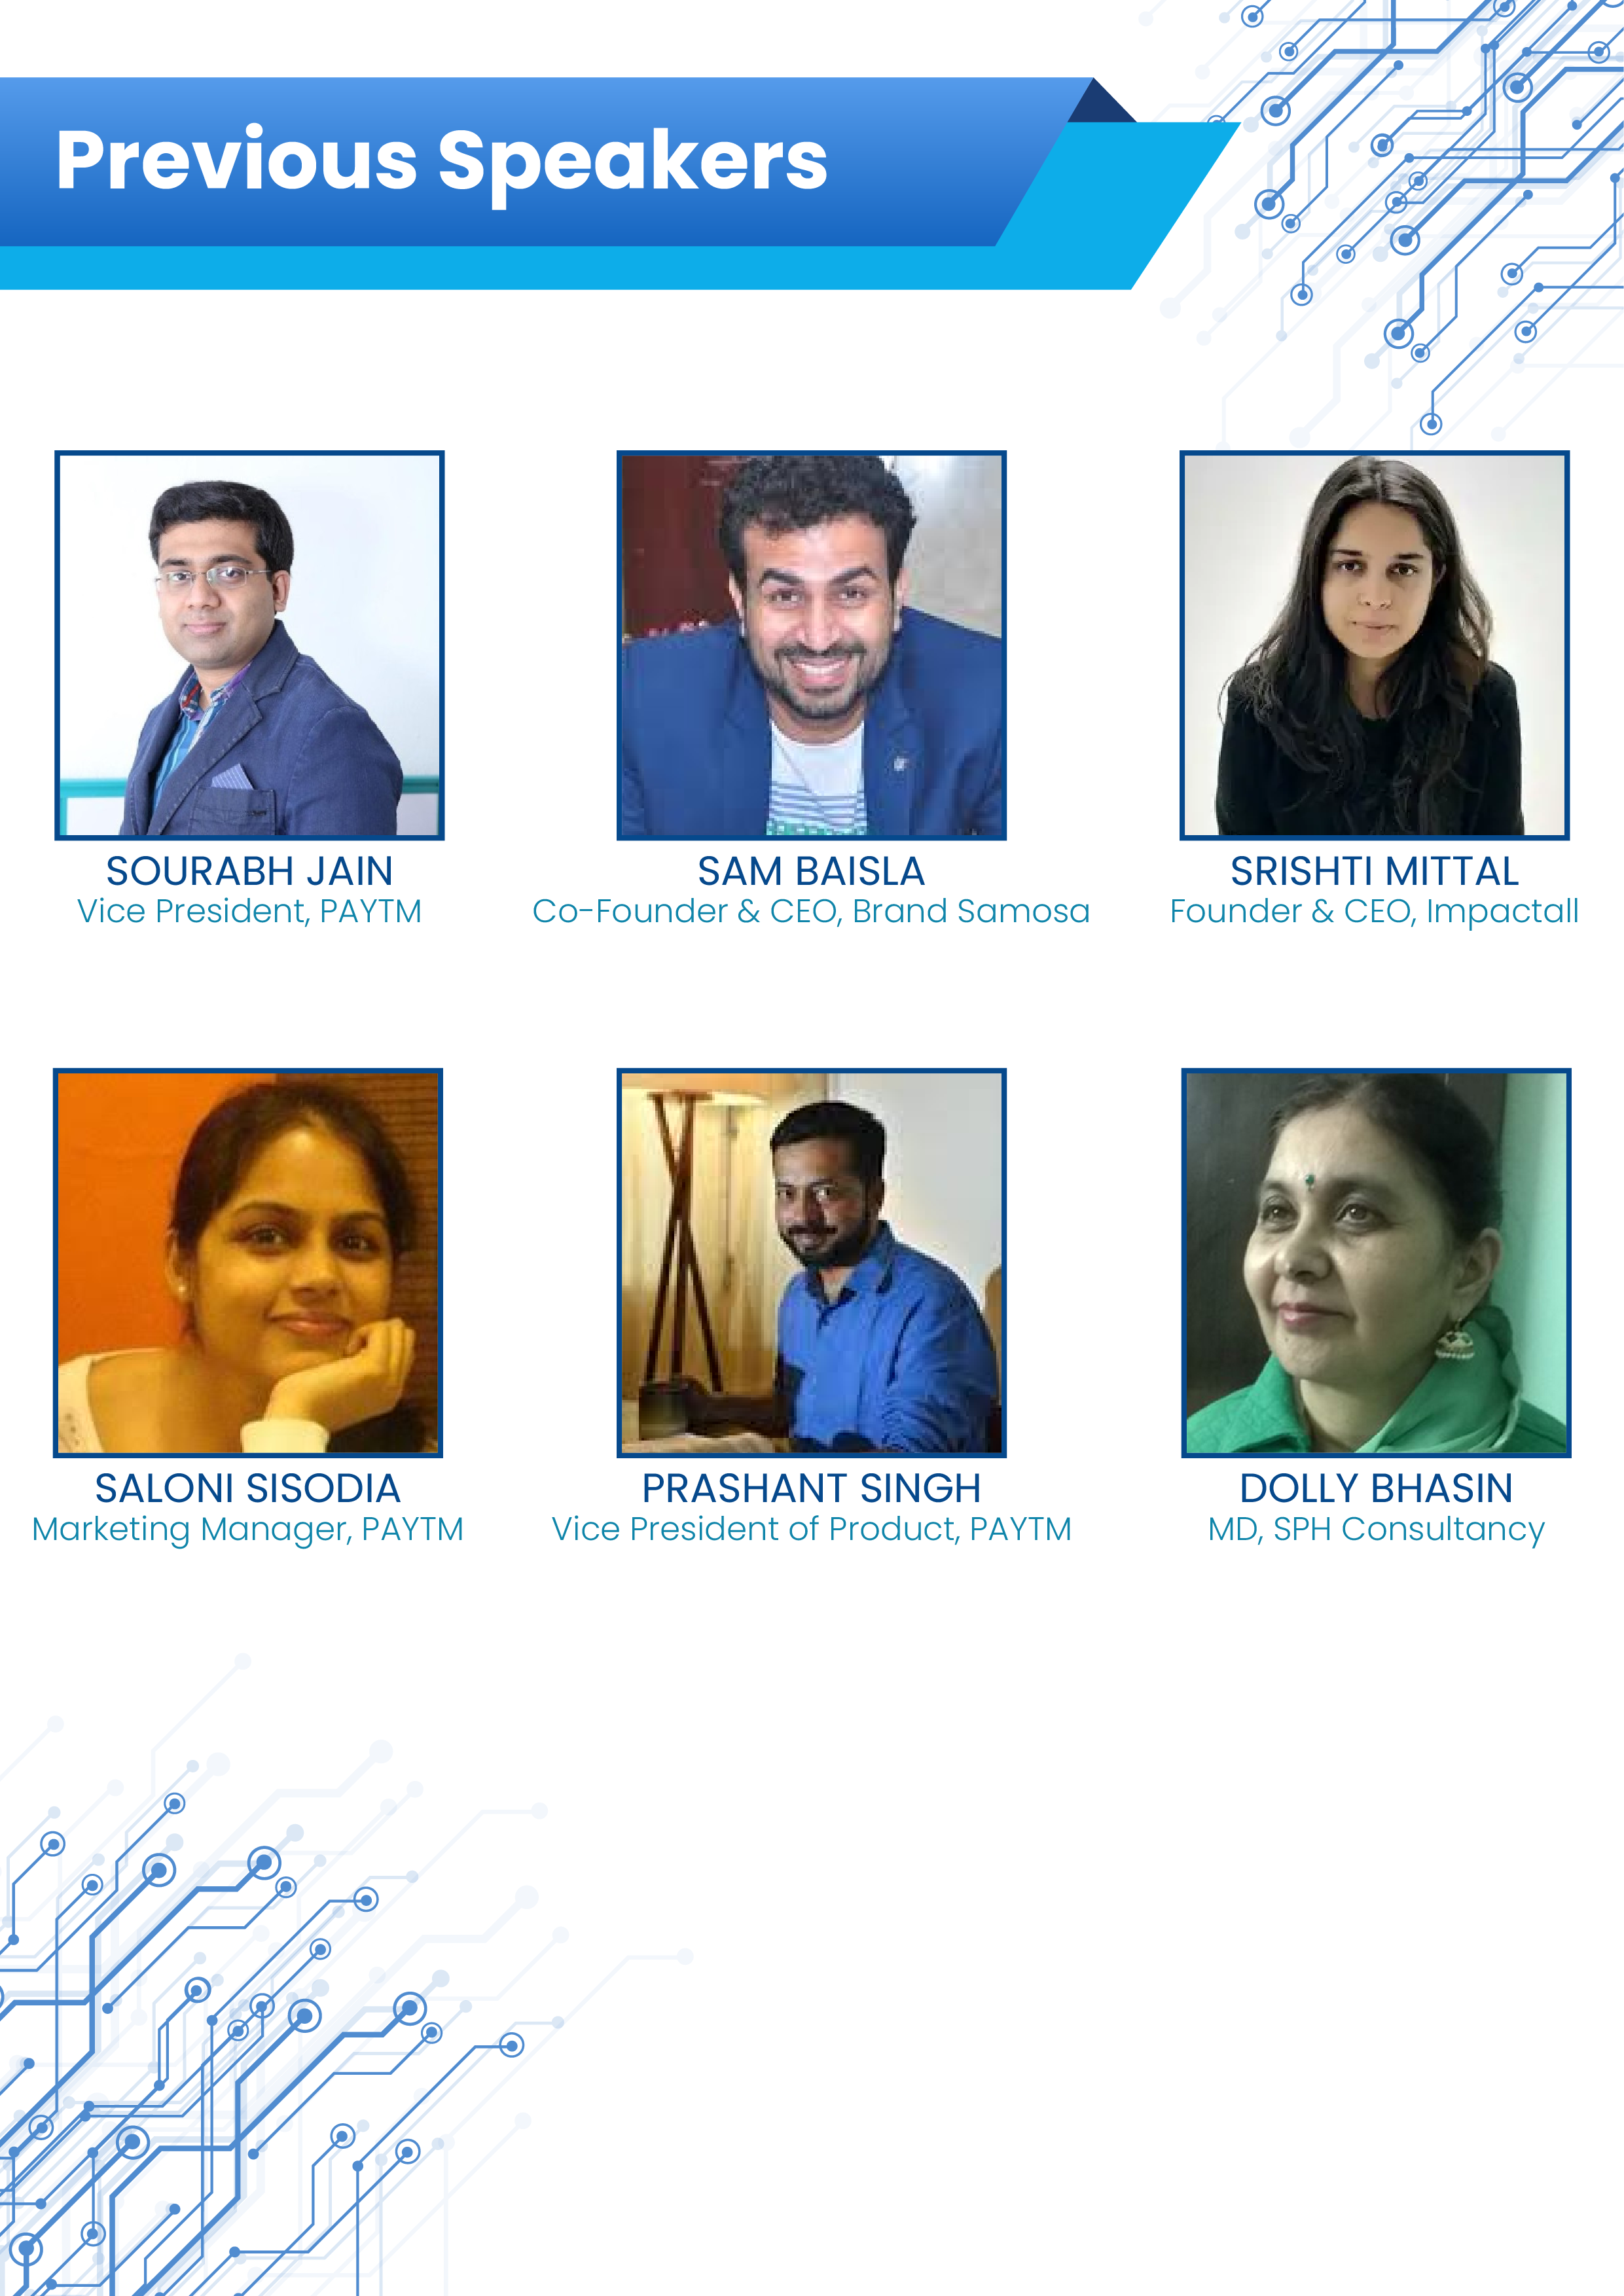 Previous Speakers
SOURABH JAIN
Vice President, PAYTM
SAM BAISLA
Co-Founder & CEO, Brand Samosa
SRISHTI MITTAL
Founder & CEO, Impactall
SALONI SISODIA
Marketing Manager, PAYTM
PRASHANT SINGH
Vice President of Product, PAYTM
DOLLY BHASIN
MD, SPH Consultancy